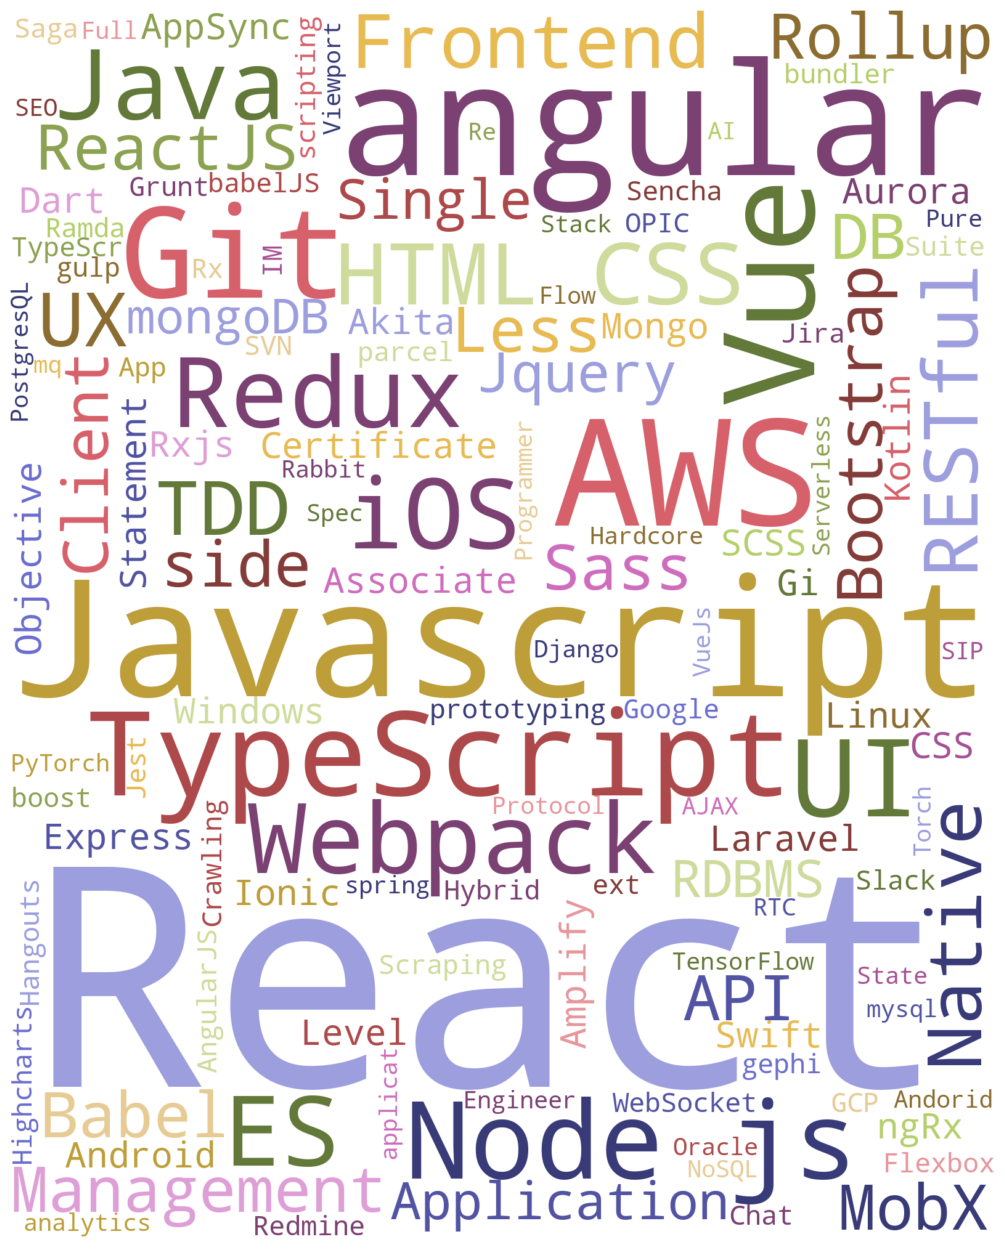 Saga
Full
AppSync
scripting
Viewport
Frontend
Rollup
bundler
SEO
Java
angular
Re
AI
ReactJS
Dart
Grunt
babelJS
Single
Sencha
Aurora
Ramda
TypeScr
gulp
Git
Rx
IM
Stack
OPIC
Vue
DB
Pure
Suite
HTML
CSS
Flow
PostgresQL
UX
mongoDB
SVN
Akita
Less
Mongo
Jira
Bootstrap
RESTful
mq
App
Client
parcel
Redux
Jquery
Kotlin
Statement
Rxjs
Certificate
Programmer
AWS
Serverless
Objective
Rabbit
TDD
Spec
iOS
Hardcore
SCSS
side
Associate
Sass
Gi
Javascript
Django
VueJs
SIP
Windows
prototyping
Google
Linux
TypeScript
UI
CSS
PyTorch
Jest
boost
Crawling
Webpack
Protocol
AJAX
Torch
Express
Laravel
Native
Ionic
spring
Hybrid
ext
RDBMS
Slack
Hangouts
React
RTC
AngularJS
Scraping
Amplify
TensorFlow
State
API
mysql
Highcharts
Level
Swift
gephi
applicat
Babel
ES
Node
Engineer
WebSocket
js
GCP
Andorid
ngRx
Android
Oracle
NoSQL
Flexbox
Management
Application
Chat
MobX
analytics
Redmine